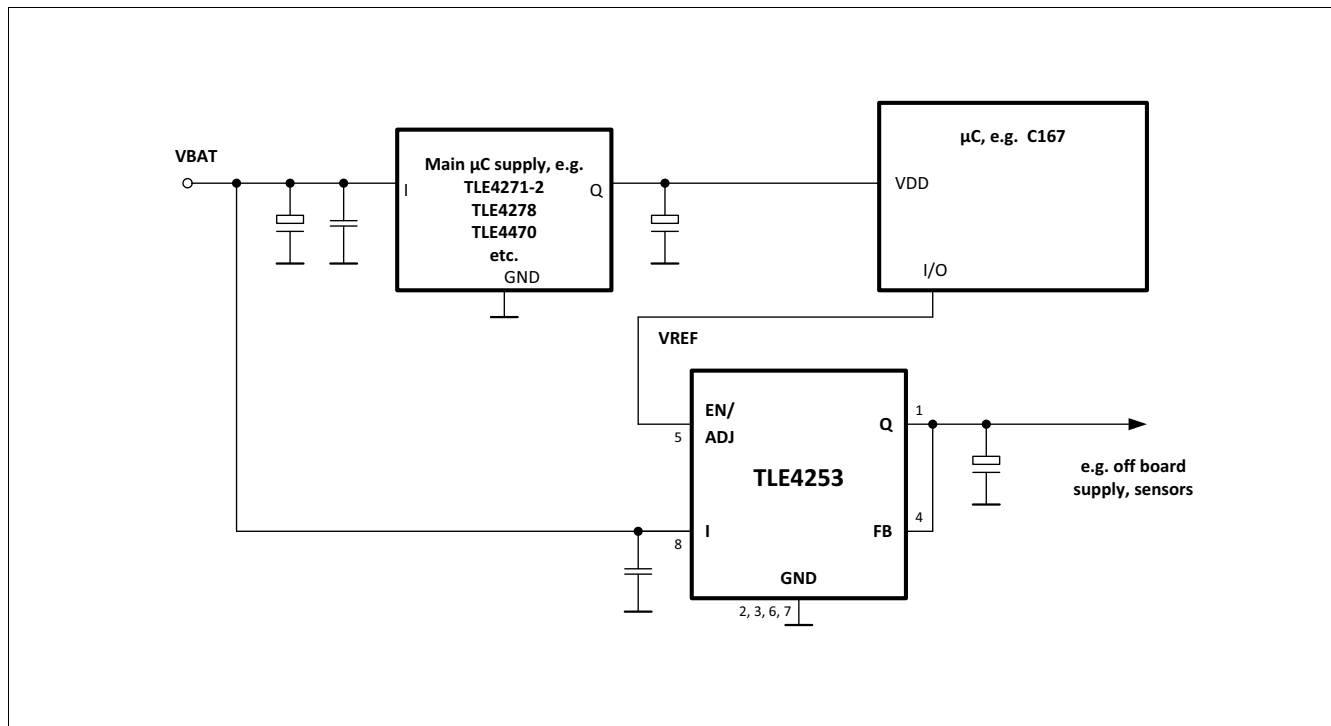 VBAT
Main µC supply, e.g.
TLE4271-2
TLE4278
TLE4470
etc.
I
Q
GND
µC, e.g. C167
VDD
I/O
VREF
EN/
ADJ
5
Q
1
TLE4253
e.g. off board
supply, sensors
I
8
FB
4
GND
2, 3, 6, 7